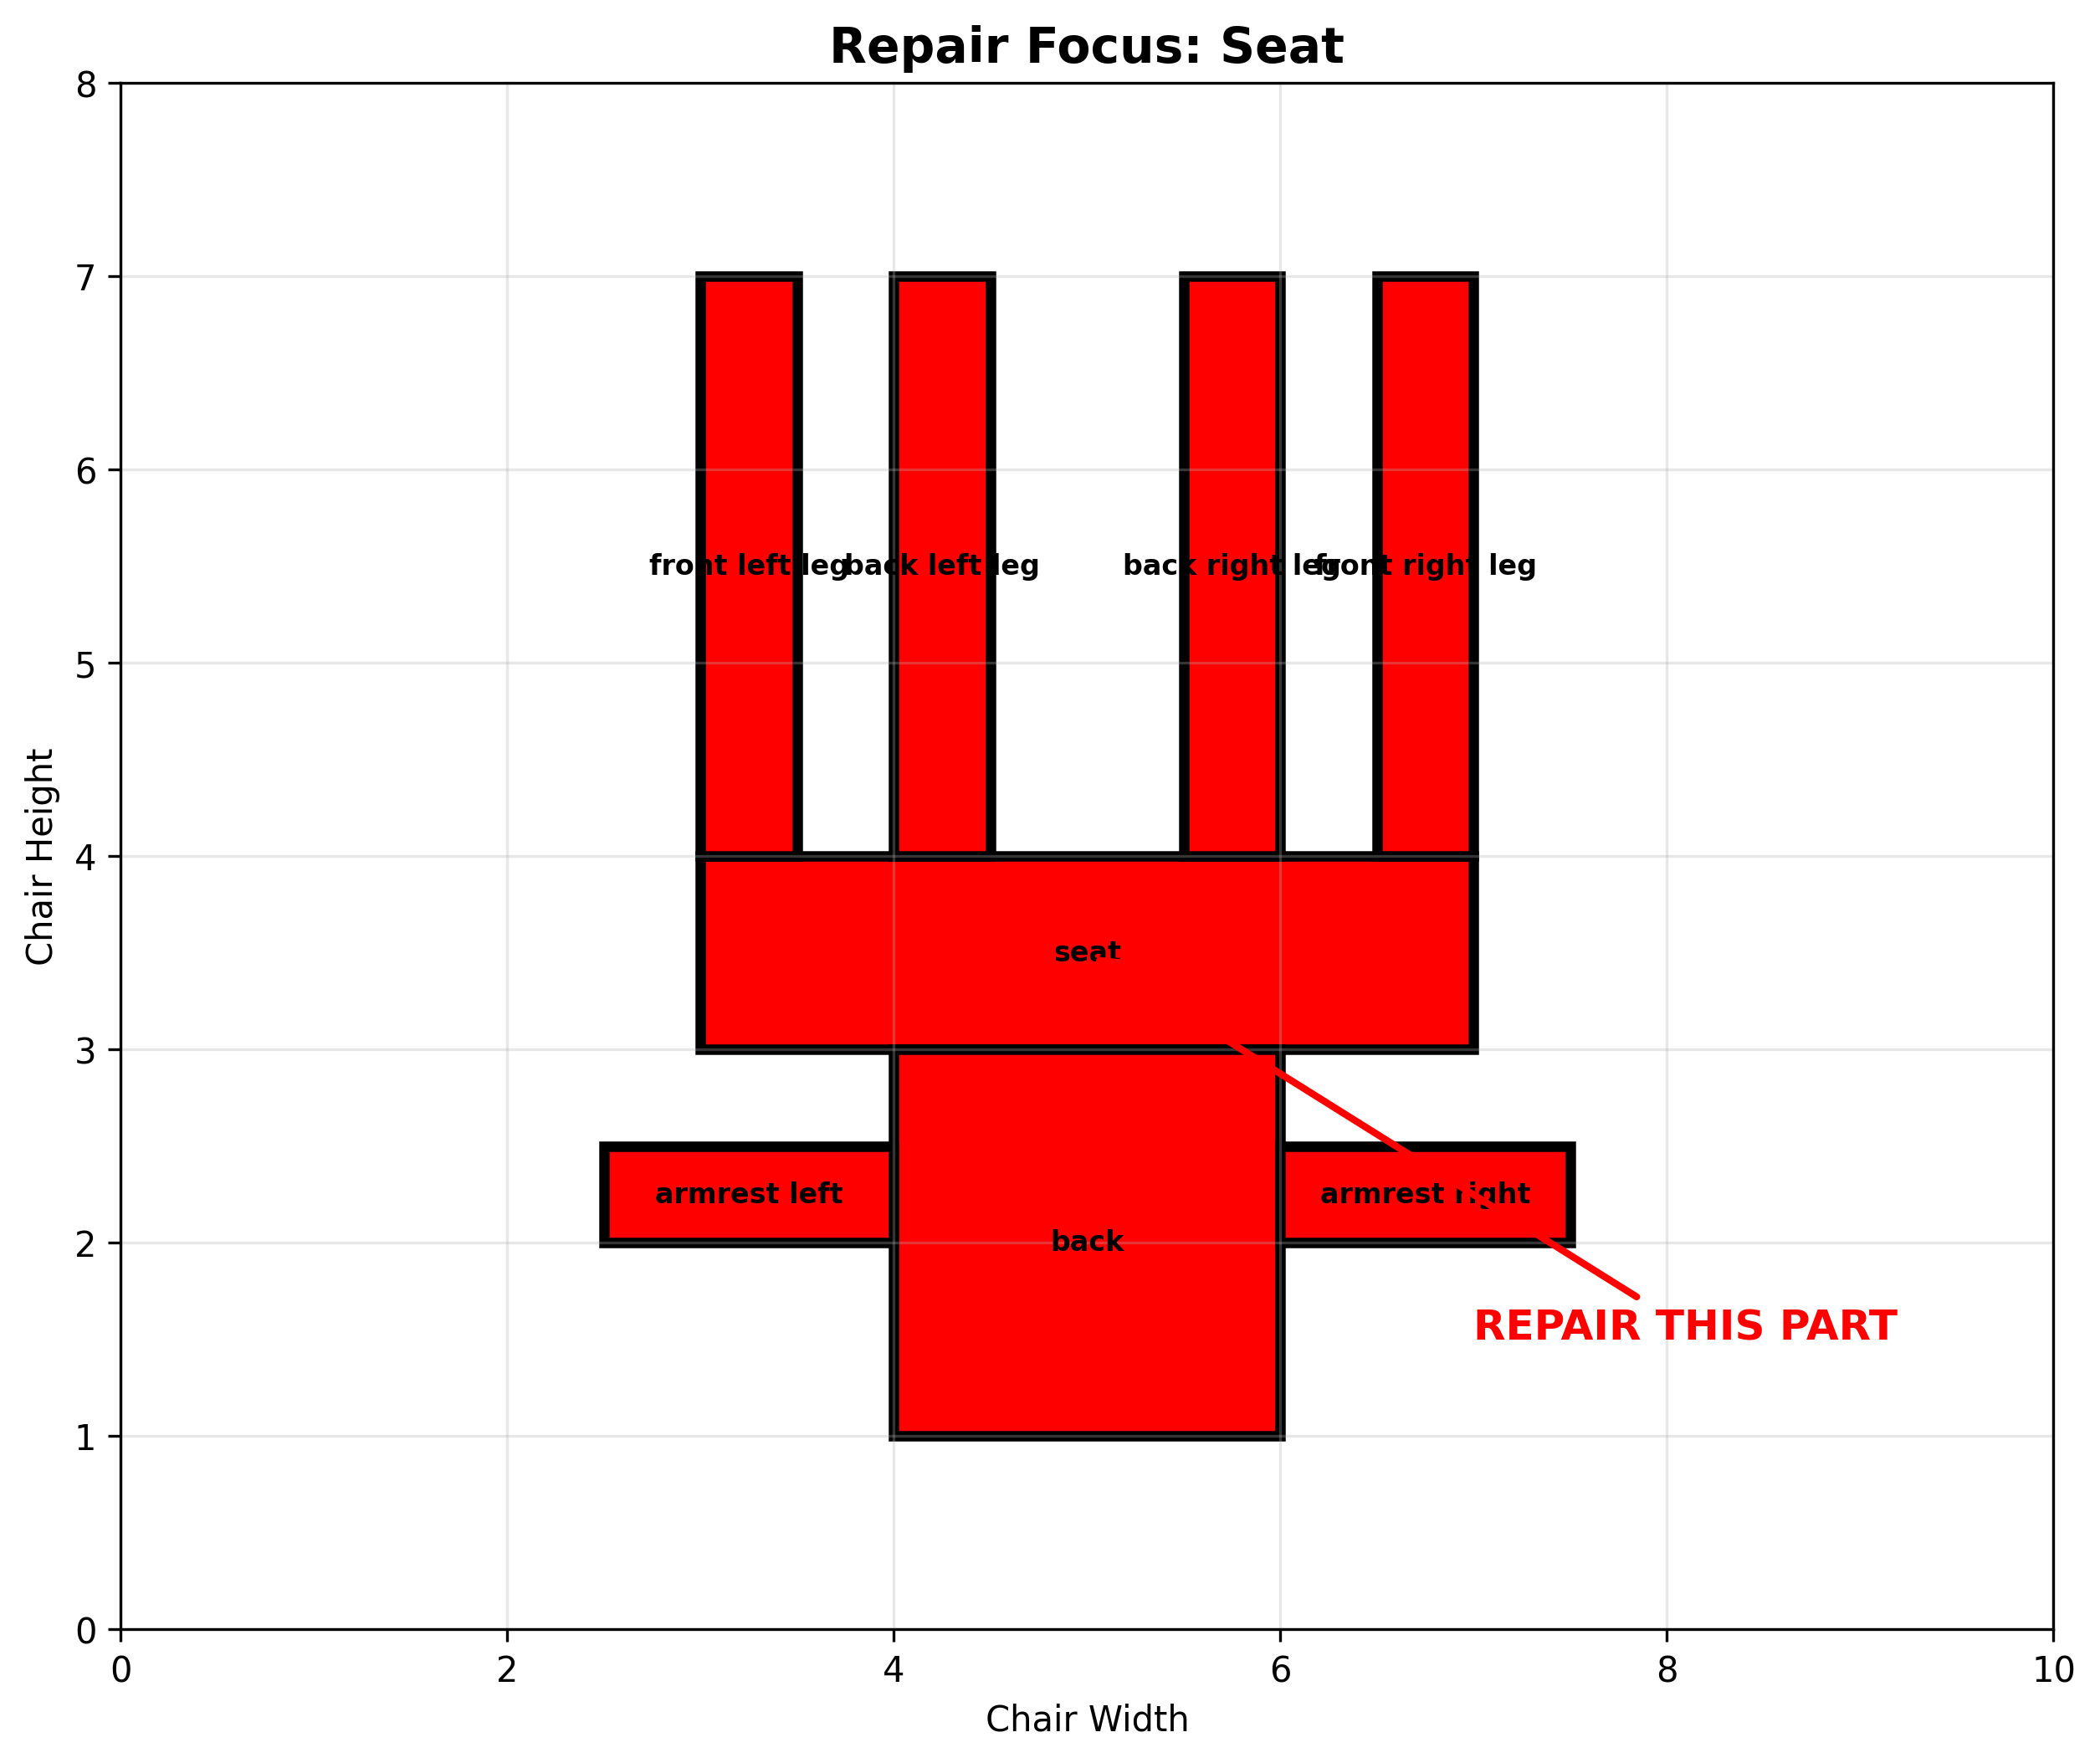 Repair Focus: Seat
8
7
6
5
4
3
2
1
0
Chair Height
front left leg
back left leg
back right leg
front right leg
seat
armrest left
armrest right
back
REPAIR THIS PART
0
2
4
6
8
10
Chair Width